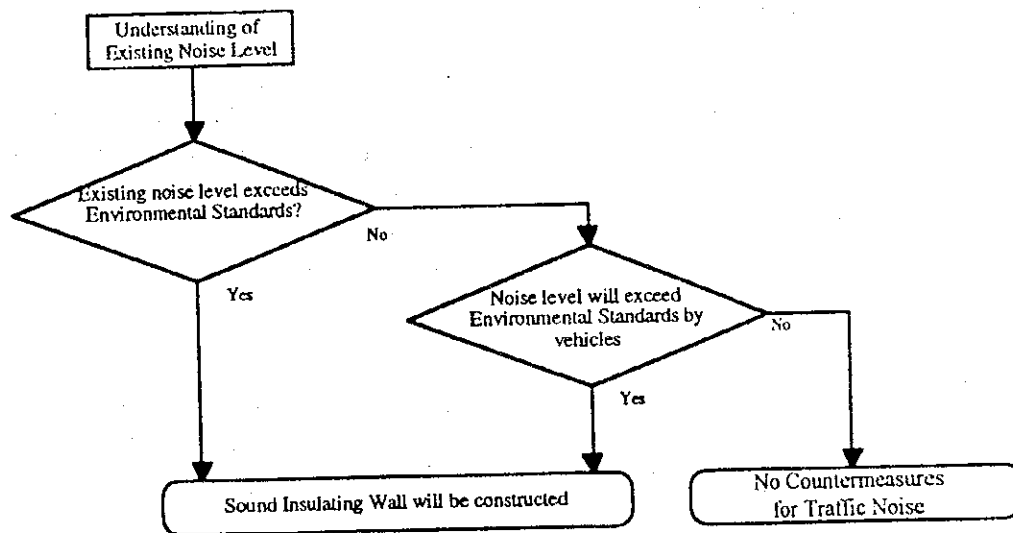 Understanding of
Existing Noise Level
Existing noise level exceeds
Environmental Standards?
No
Yes
Noise level will exceed
Environmental Standards by
vehicles
No
Yes
Sound Insulating Wall will be constructed
No Countermeasures
for Traffic Noise